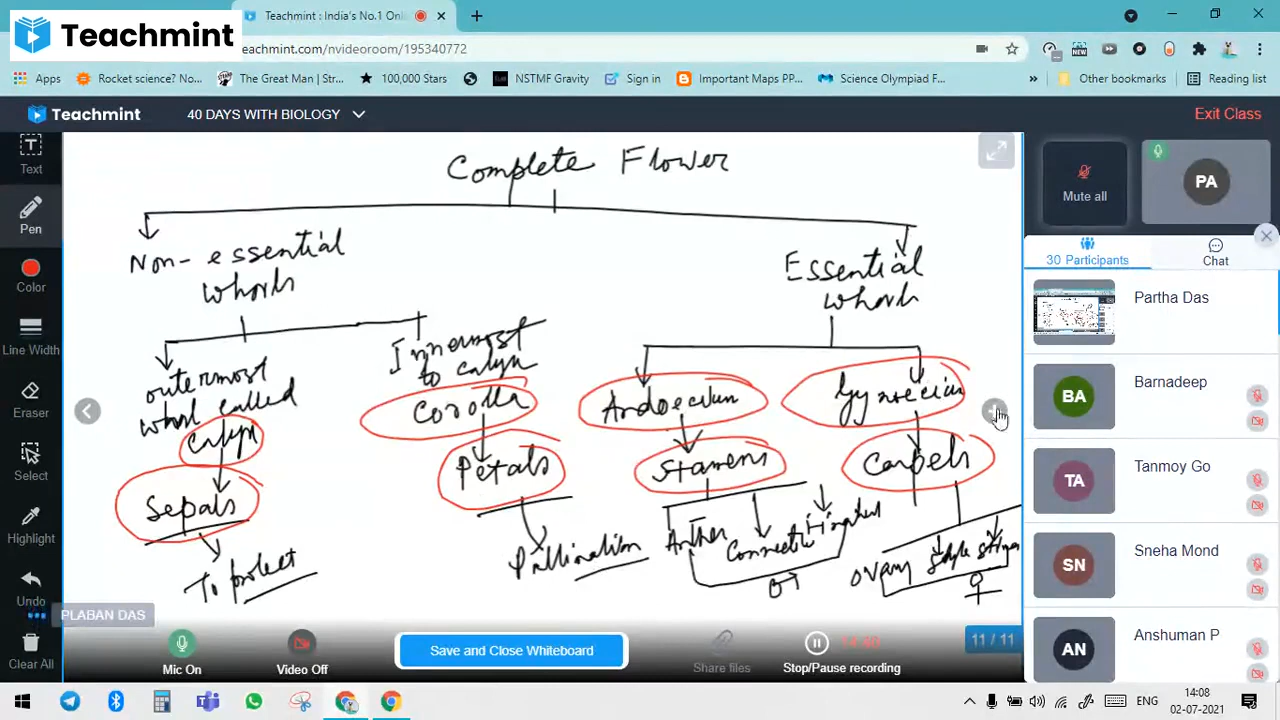 Teachmint
Teachmint : India's No.1 Onli
eachmint.com/nvideoroom/195340772
Apps
Rocket science? No...
The Great Man | Str...
100,000 Stars
NSTMF Gravity
Sign in
Important Maps PP...
Science Olympiad F...
»
Other bookmarks
Reading list
Teachmint
40 DAYS WITH BIOLOGY
Exit Class
Text
Pen
Color
Line Width
Eraser
Select
Highlight
Undo
Clear All
Complete Flower
Non-essential
whorls
Essential
whorls
outermost
whorl called
Calyx
Sepals
To protect
Innermost
to calyx
Corolla
Petals
Pollination
Androecium
Stamens
Anther
Connective
♂
Gynoecium
Carpels
Ovary Style Stigma
♀
Mute all
PA
30 Participants
Chat
Partha Das
BA
Barnadeep
TA
Tanmoy Go
SN
Sneha Mond
AN
Anshuman P
PLABAN DAS
Mic On
Video Off
Save and Close Whiteboard
Share files
Stop/Pause recording
11 / 11
ENG
14:08
02-07-2021